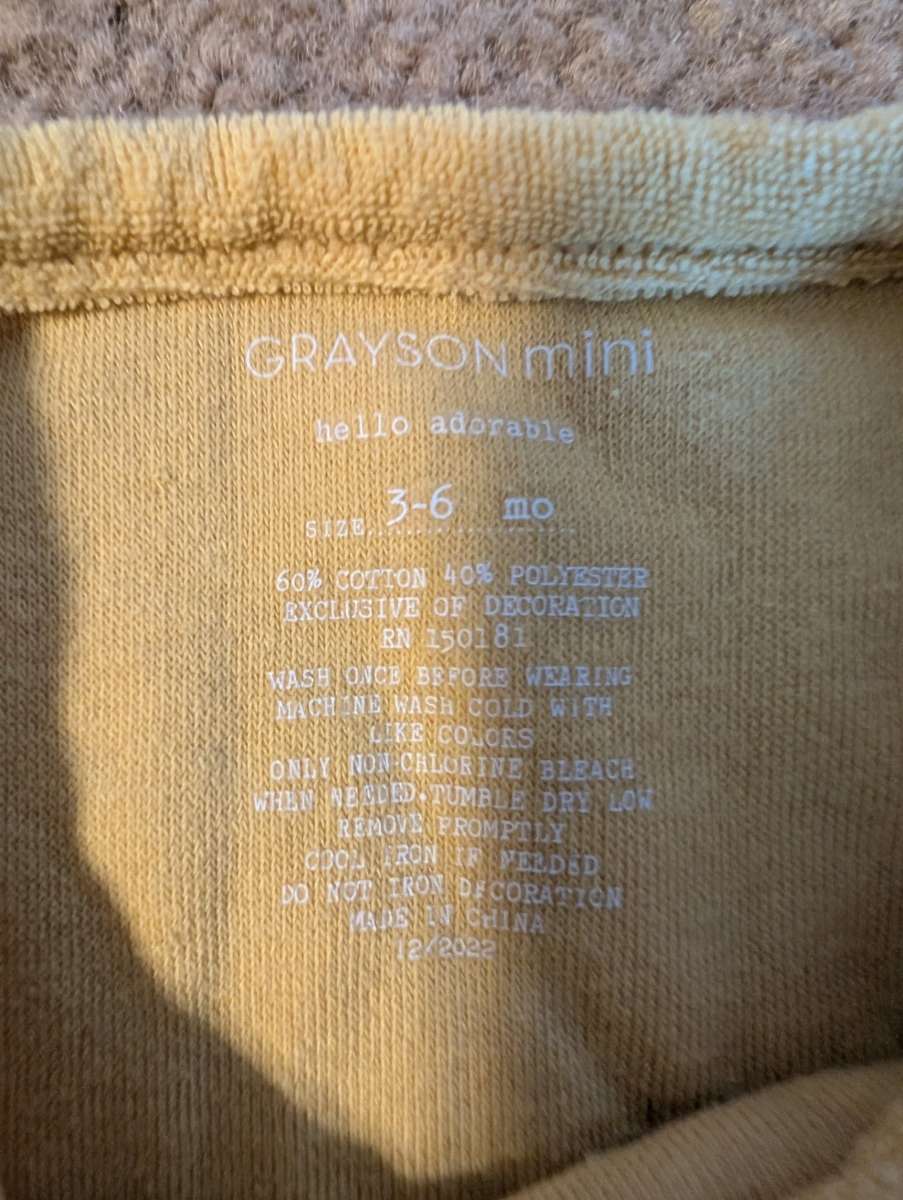 GRAYSON mini
hello adorable
SIZE 3-6 mo
60% COTTON 40% POLYESTER
EXCLUSIVE OF DECORATION
RN 150181
WASH ONCE BEFORE WEARING
MACHINE WASH COLD WITH
LIKE COLORS
ONLY NON-CHLORINE BLEACH
WHEN NEEDED. TUMBLE DRY LOW
REMOVE PROMPTLY
COOL IRON IF NEEDED
DO NOT IRON DECORATION
MADE IN CHINA
12/2022